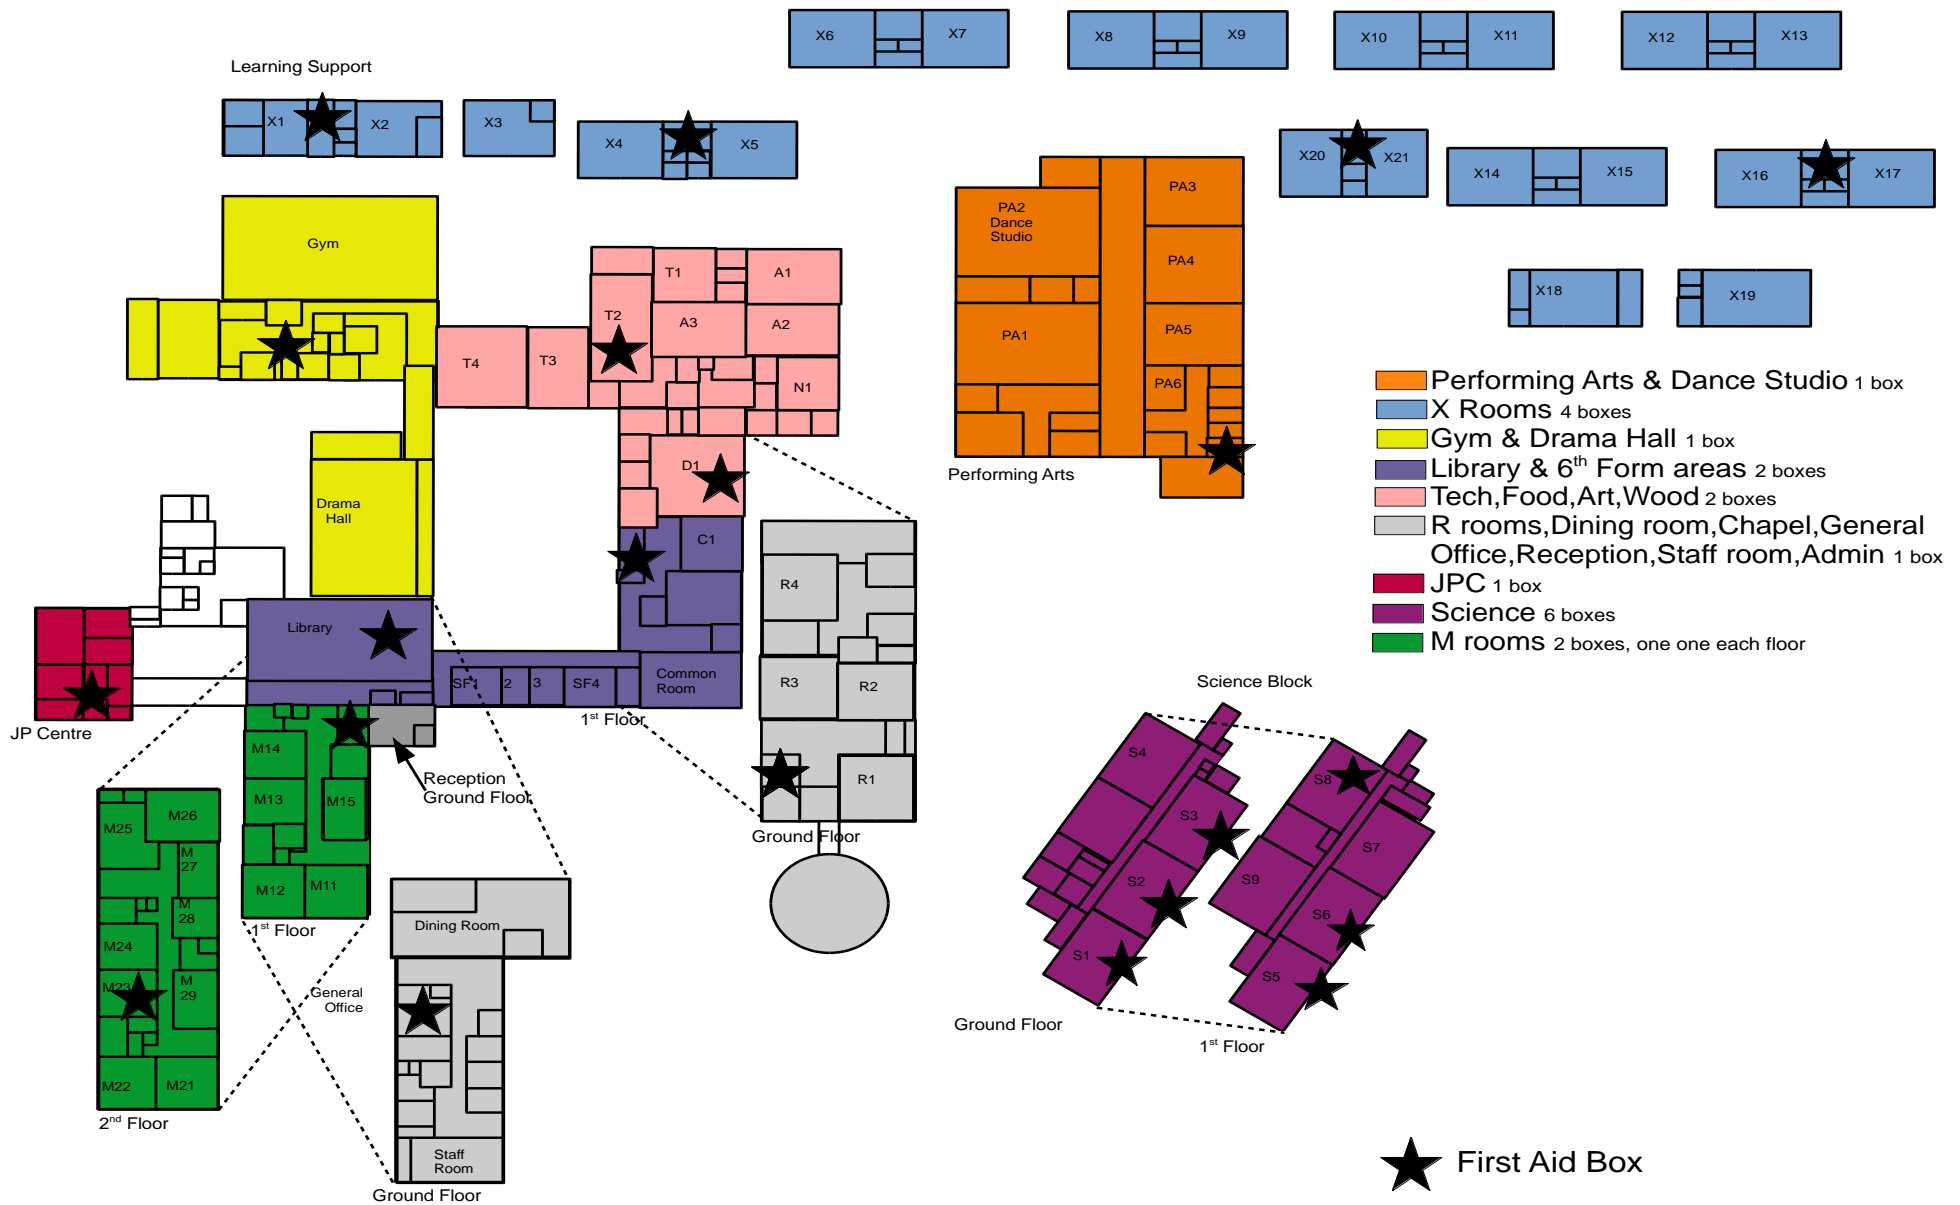 X6
X7
X8
X9
X10
X11
X12
X13
Learning Support
X1
X2
X3
X4
X5
X20
X21
X14
X15
X16
X17
X18
X19
Gym
T1
A1
T2
A3
A2
T4
T3
N1
D1
PA2
Dance
Studio
PA3
PA4
PA1
PA5
PA6
Performing Arts
Performing Arts & Dance Studio 1 box
X Rooms 4 boxes
Gym & Drama Hall 1 box
Library & 6th Form areas 2 boxes
Tech,Food,Art,Wood 2 boxes
R rooms,Dining room,Chapel,General
Office,Reception,Staff room,Admin 1 box
JPC 1 box
Science 6 boxes
M rooms 2 boxes, one one each floor
Drama
Hall
C1
Library
SF1
2
3
SF4
Common
Room
1st Floor
JP Centre
R4
R3
R2
R1
Ground Floor
M14
M13
M15
M12
M11
1st Floor
Reception
Ground Floor
M25
M26
M
27
M
28
M24
M23
M
29
M22
M21
2nd Floor
Dining Room
General
Office
Staff
Room
Ground Floor
Science Block
S4
S3
S2
S1
Ground Floor
S8
S7
S9
S6
S5
1st Floor
First Aid Box